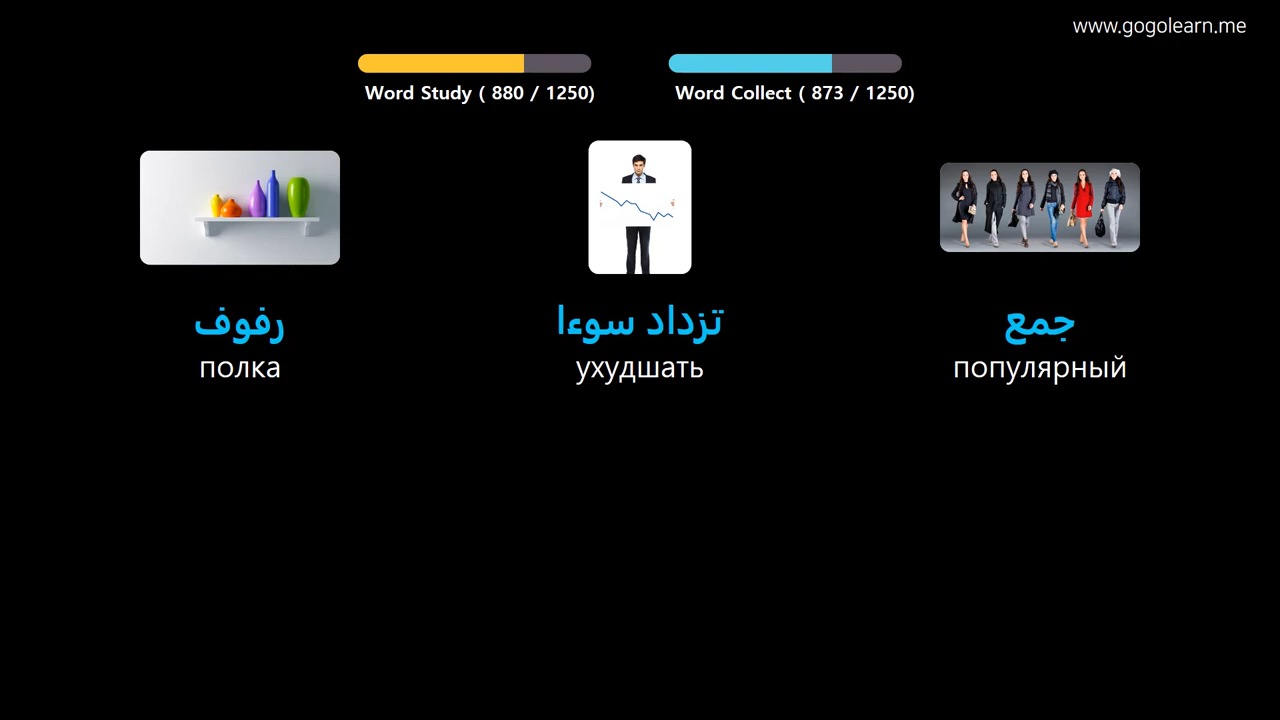 www.gogolearn.me
Word Study ( 880 / 1250)
Word Collect ( 873 / 1250)
رفوف
полка
تزداد سوءا
ухудшать
جمع
популярный